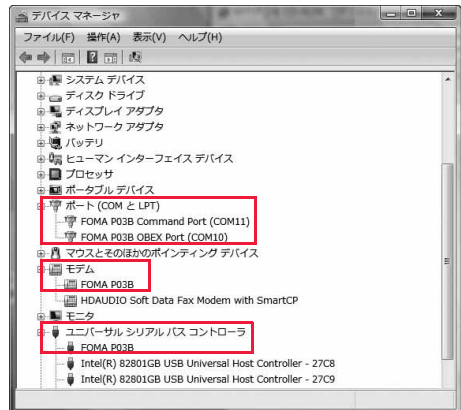 デバイス マネージャ
ファイル(F) 操作(A) 表示(V) ヘルプ(H)
システム デバイス
ディスク ドライブ
ディスプレイ アダプタ
ネットワーク アダプタ
バッテリ
ヒューマン インターフェイス デバイス
プロセッサ
ポータブル デバイス
ポート (COM と LPT)
FOMA P03B Command Port (COM11)
FOMA P03B OBEX Port (COM10)
マウスとそのほかのポインティング デバイス
モデム
FOMA P03B
HDAUDIO Soft Data Fax Modem with SmartCP
モニタ
ユニバーサル シリアル バス コントローラ
FOMA P03B
Intel(R) 82801GB USB Universal Host Controller - 27C8
Intel(R) 82801GB USB Universal Host Controller - 27C9